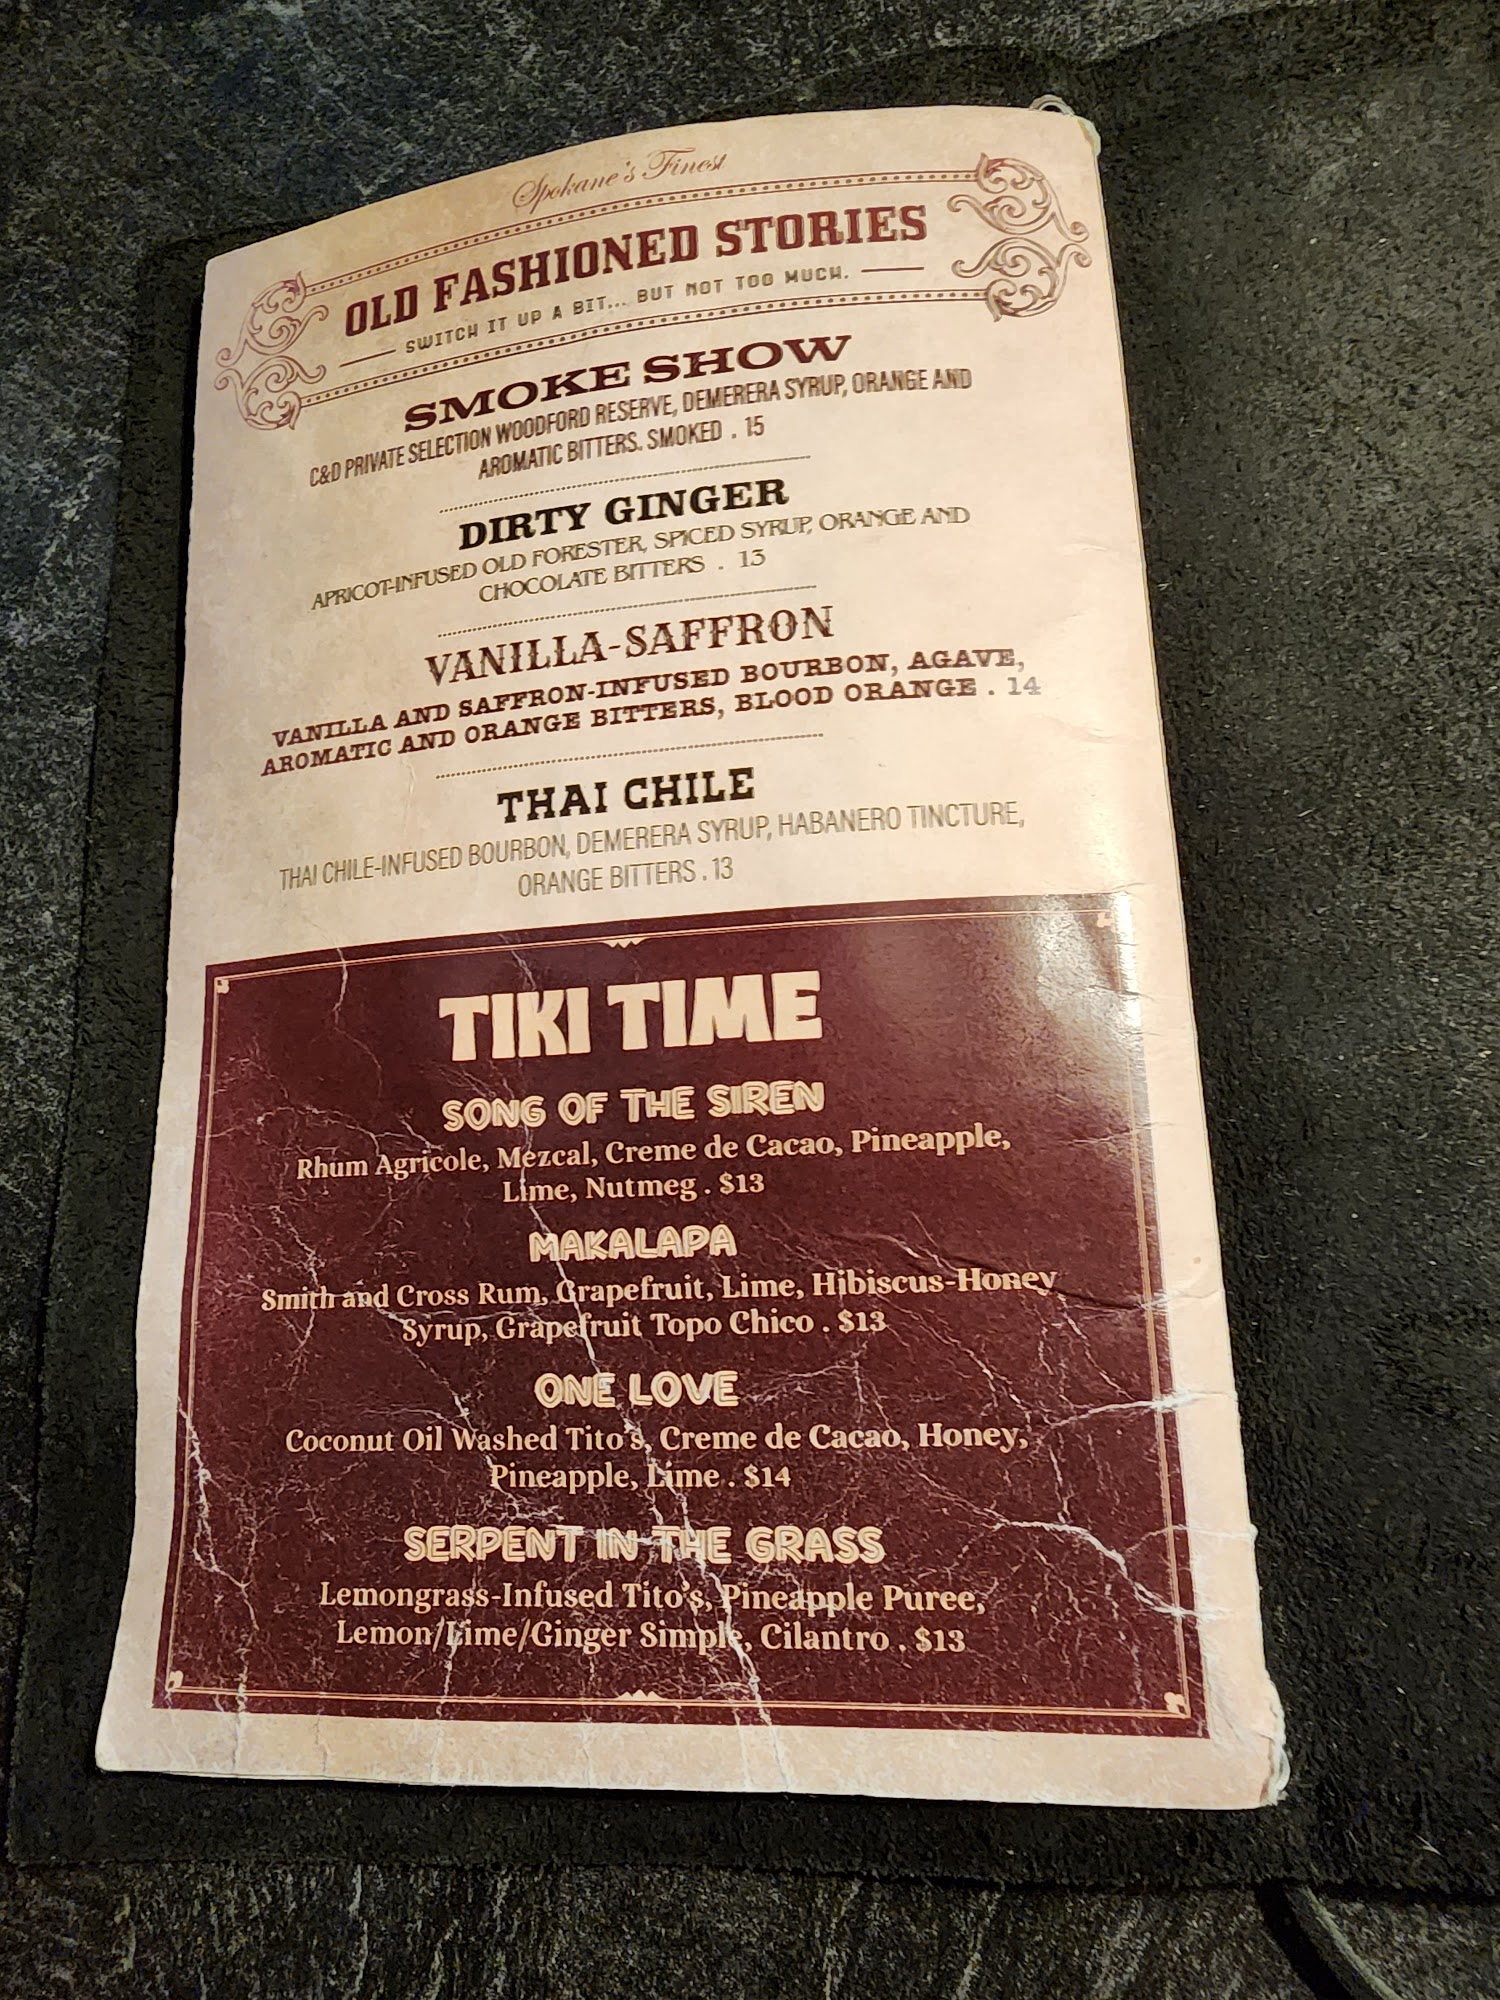 Spokane's Finest
OLD FASHIONED STORIES
SWITCH IT UP A BIT... BUT NOT TOO MUCH.
SMOKE SHOW
C&D PRIVATE SELECTION WOODFORD RESERVE, DEMERERA SYRUP, ORANGE AND
AROMATIC BITTERS. SMOKED . 15
DIRTY GINGER
APRICOT-INFUSED OLD FORESTER, SPICED SYRUP, ORANGE AND
CHOCOLATE BITTERS . 13
VANILLA-SAFFRON
VANILLA AND SAFFRON-INFUSED BOURBON, AGAVE,
AROMATIC AND ORANGE BITTERS, BLOOD ORANGE . 14
THAI CHILE
THAI CHILE-INFUSED BOURBON, DEMERERA SYRUP, HABANERO TINCTURE,
ORANGE BITTERS . 13
TIKI TIME
SONG OF THE SIREN
Rhum Agricole, Mezcal, Creme de Cacao, Pineapple,
Lime, Nutmeg . $13
MAKALAPA
Smith and Cross Rum, Grapefruit, Lime, Hibiscus-Honey
Syrup, Grapefruit Topo Chico . $13
ONE LOVE
Coconut Oil Washed Tito's, Creme de Cacao, Honey,
Pineapple, Lime . $14
SERPENT IN THE GRASS
Lemongrass-Infused Tito's, Pineapple Puree,
Lemon/Lime/Ginger Simple, Cilantro . $13